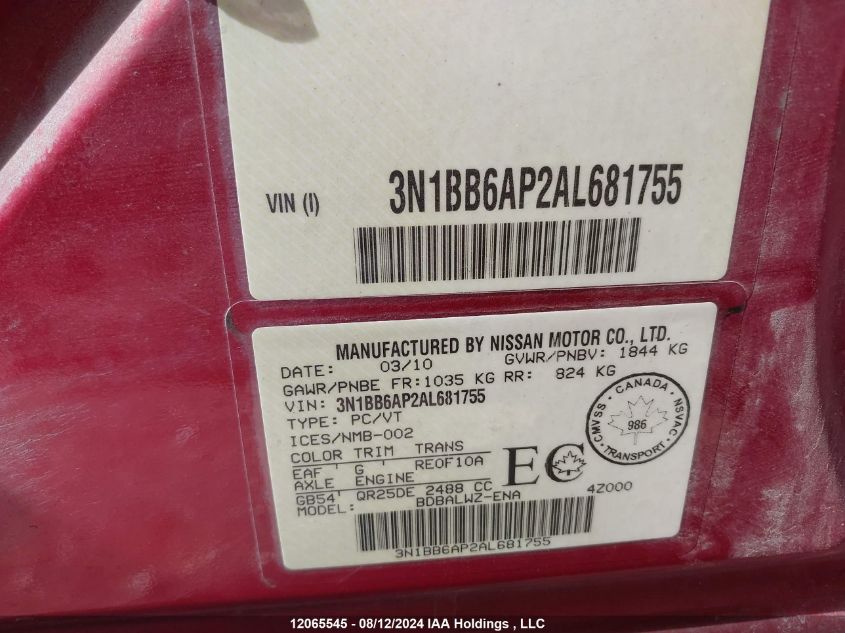 VIN (I) 3N1BB6AP2AL681755
MANUFACTURED BY NISSAN MOTOR CO., LTD.
DATE: 03/10 GVWR/PNBV: 1844 KG
GAWR/PNBE FR:1035 KG RR: 824 KG
VIN: 3N1BB6AP2AL681755
TYPE: PC/VT
ICES/NMB-002
COLOR TRIM TRANS
EAF' G' RE0F10A
AXLE ENGINE
GB54' QR25DE 2488 CC
MODEL: BDBALWZ-ENA
EC
4Z000
CANADA
CMVSS NSVAC
986
TRANSPORT
3N1BB6AP2AL681755
12065545 - 08/12/2024 IAA Holdings , LLC